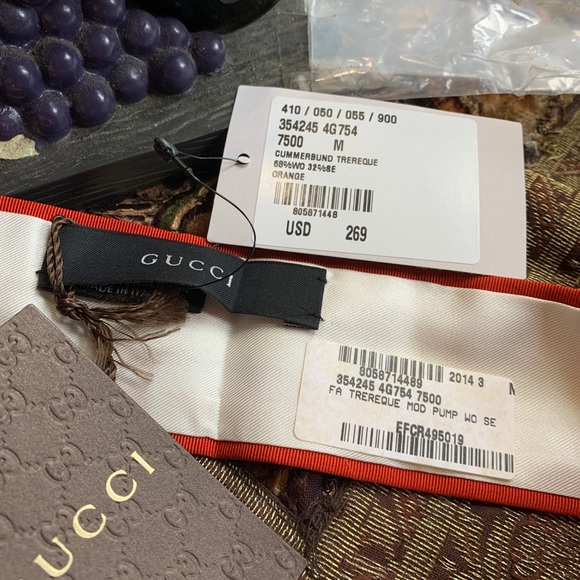 410 / 050 / 055 / 900
354245 4G754
7500 M
CUMMERBUND TREREQUE
68%WO 32%SE
ORANGE
805871448
USD 269
GUCCI
MADE IN
8058714489 2014 3 M
354245 4G754 7500
FA TREREQUE MOD PUMP WO SE
EFCR495019
UCCI